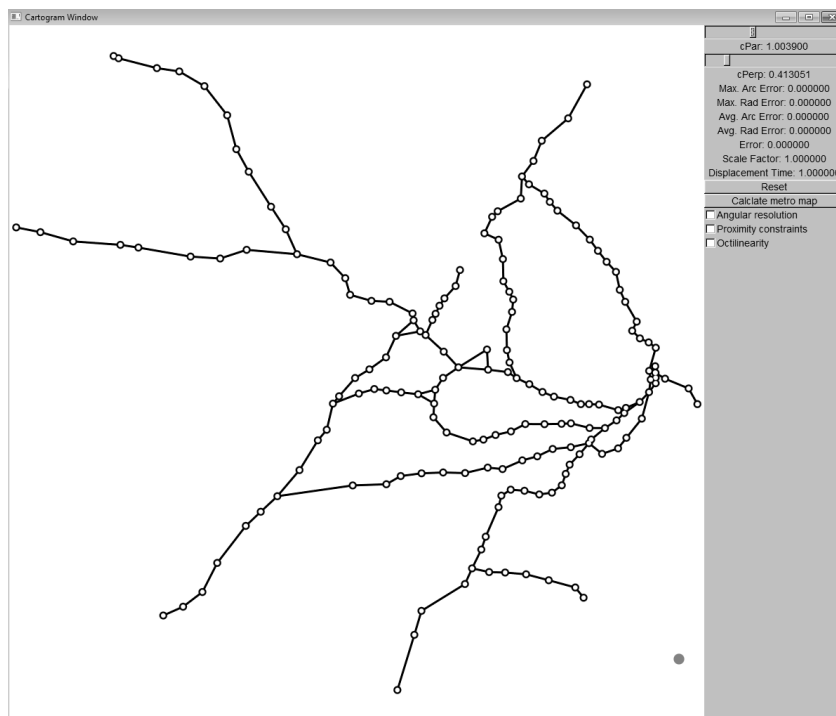 Cartogram Window
cPar: 1.003900
cPerp: 0.413051
Max. Arc Error: 0.000000
Max. Rad Error: 0.000000
Avg. Arc Error: 0.000000
Avg. Rad Error: 0.000000
Error: 0.000000
Scale Factor: 1.000000
Displacement Time: 1.000000
Reset
Calclate metro map
Angular resolution
Proximity constraints
Octilinearity